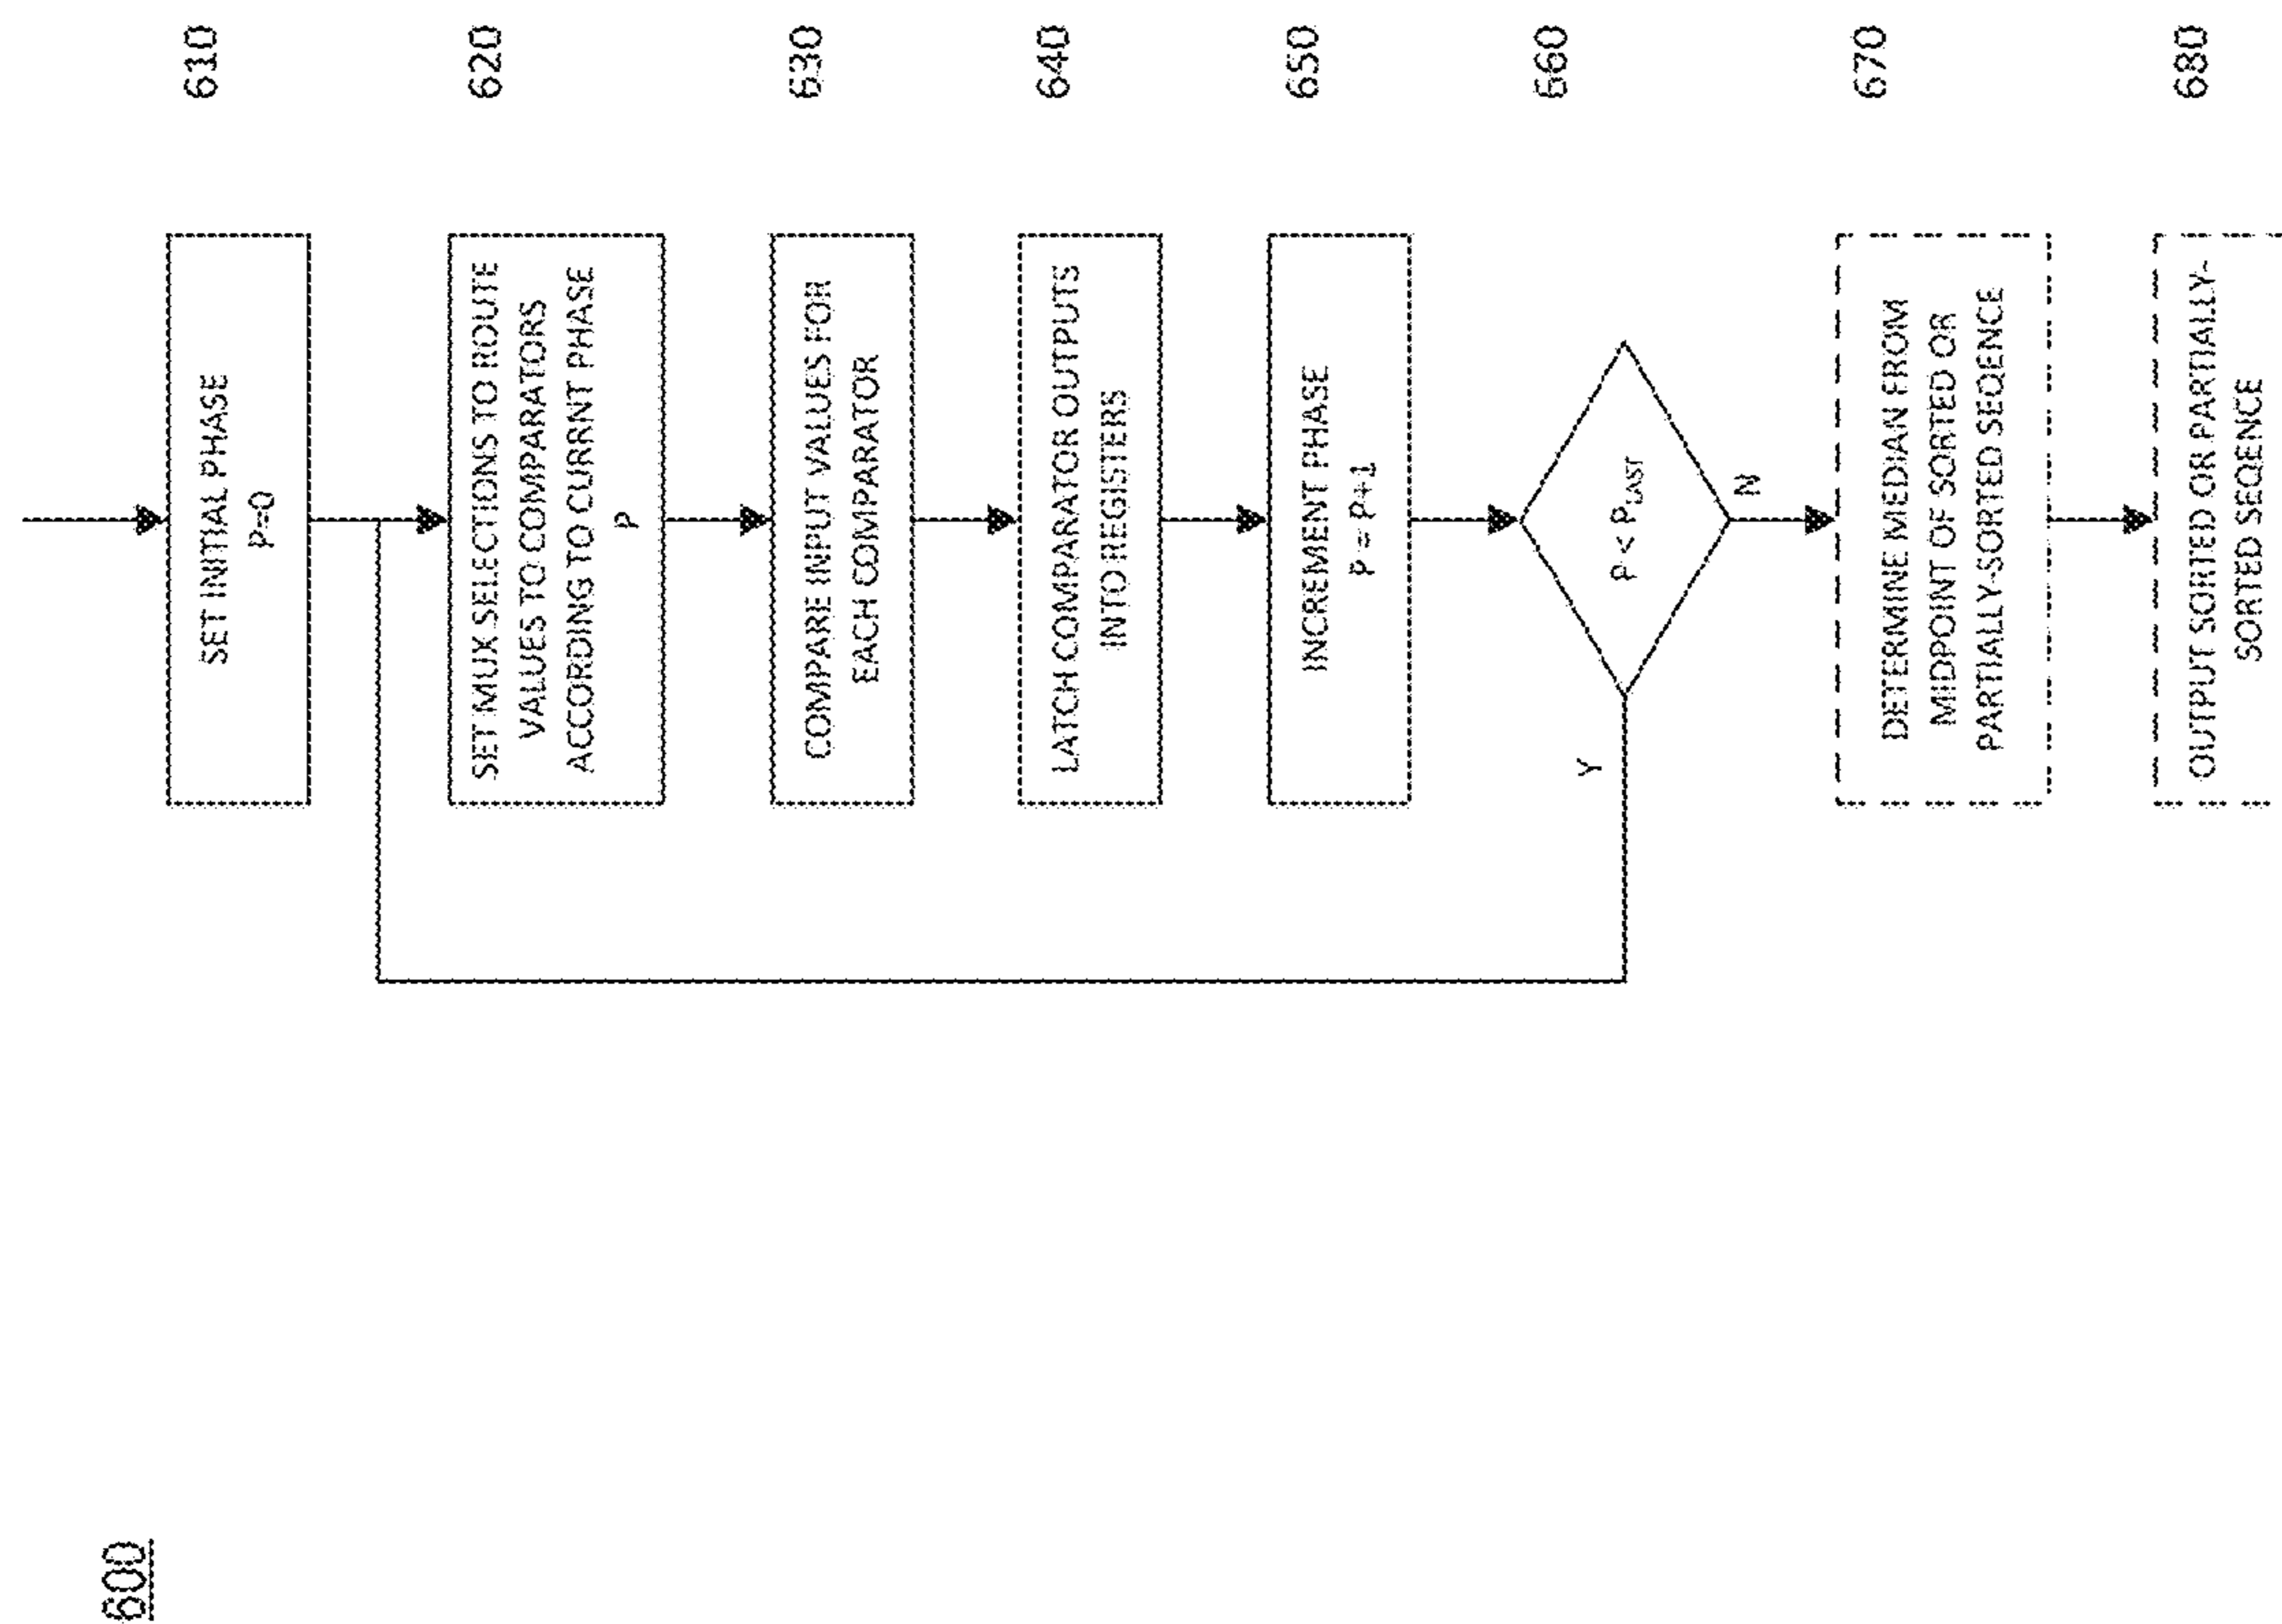 600
SET INITIAL PHASE
P=0
610
SET MUX SELECTIONS TO ROUTE
VALUES TO COMPARATORS
ACCORDING TO CURRNT PHASE
P
620
COMPARE INPUT VALUES FOR
EACH COMPARATOR
630
LATCH COMPARATOR OUTPUTS
INTO REGISTERS
640
INCREMENT PHASE
P = P+1
650
P < PLAST
660
Y
N
DETERMINE MEDIAN FROM
MIDPOINT OF SORTED OR
PARTIALLY-SORTED SEQENCE
670
OUTPUT SORTED OR PARTIALLY-
SORTED SEQENCE
680